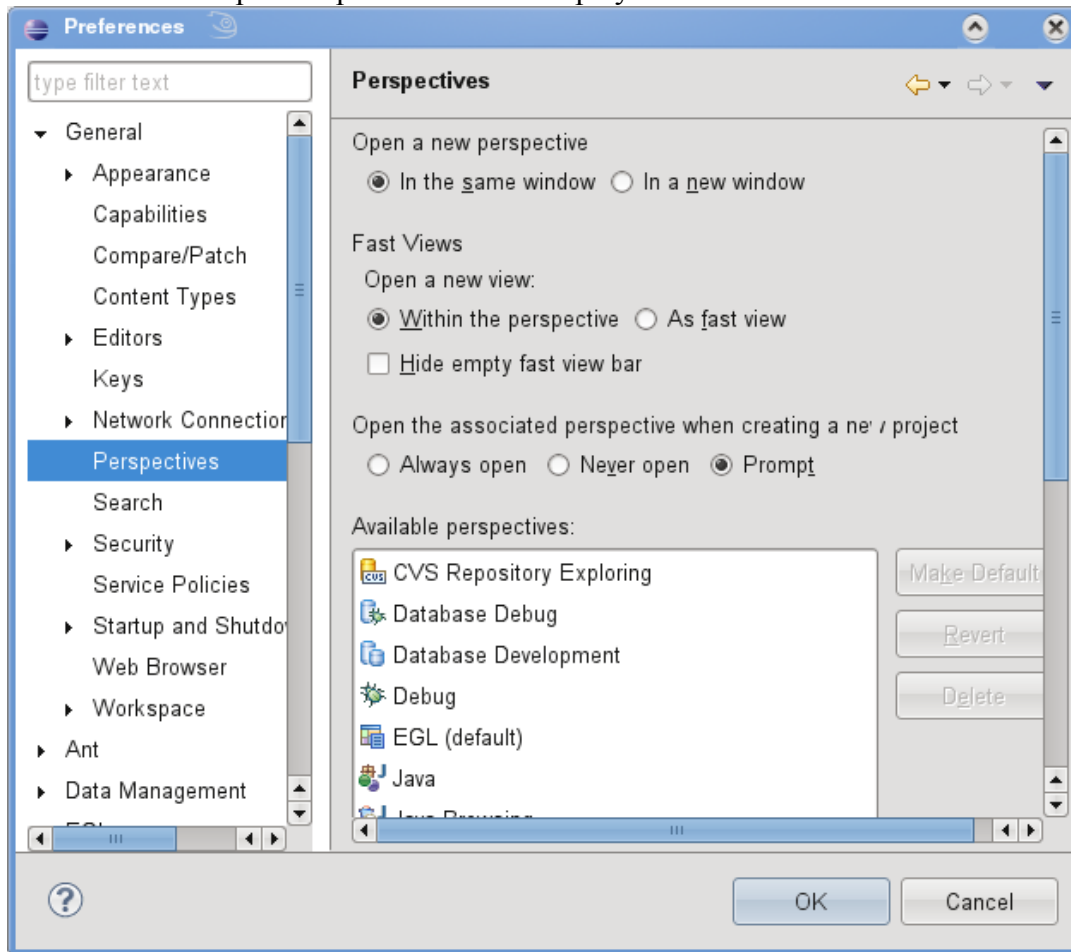 Preferences
type filter text
General
Appearance
Capabilities
Compare/Patch
Content Types
Editors
Keys
Network Connection
Perspectives
Search
Security
Service Policies
Startup and Shutdo
Web Browser
Workspace
Ant
Data Management
Perspectives
Open a new perspective
In the same window In a new window
Fast Views
Open a new view:
Within the perspective As fast view
Hide empty fast view bar
Open the associated perspective when creating a new project
Always open Never open Prompt
Available perspectives:
CVS Repository Exploring
Database Debug
Database Development
Debug
EGL (default)
Java
Make Default
Revert
Delete
OK Cancel